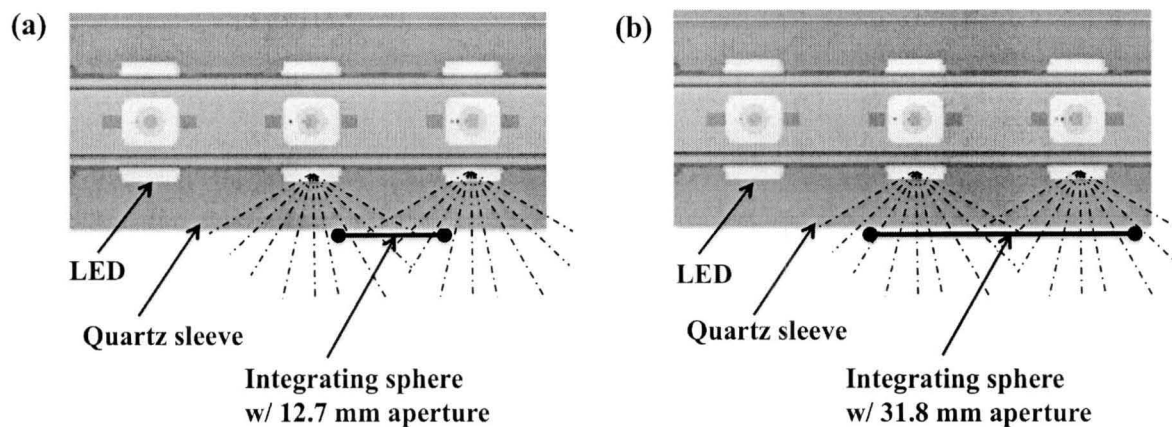 (a)
LED
Quartz sleeve
Integrating sphere
w/ 12.7 mm aperture
(b)
LED
Quartz sleeve
Integrating sphere
w/ 31.8 mm aperture